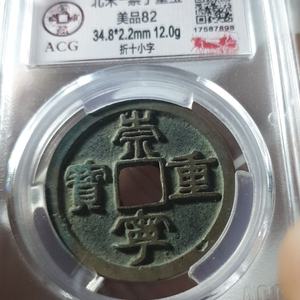 北宋-崇宁重宝
ACG
美品82
34.8*2.2mm 12.0g
17587898
折十小字
崇
寶 重
寧